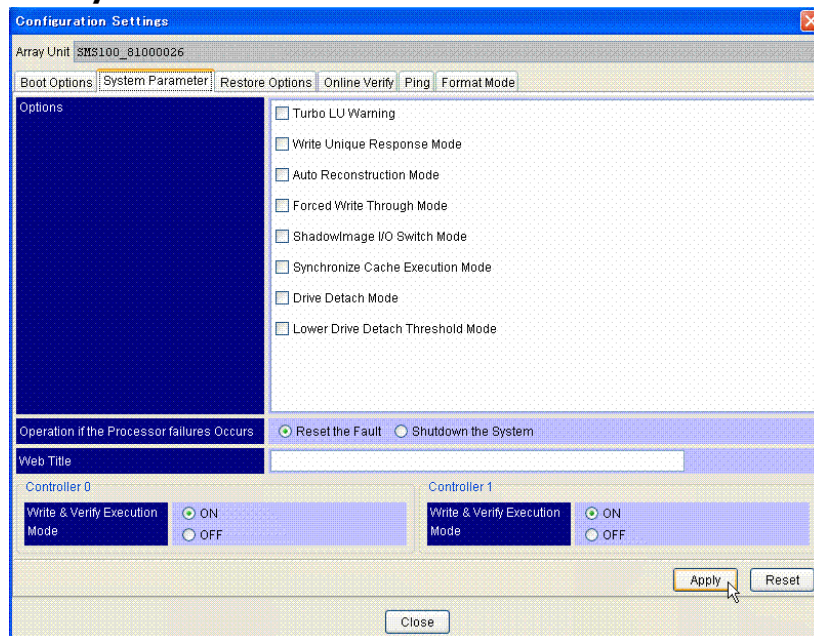 Configuration Settings
Array Unit SMS100_81000026
Boot Options System Parameter Restore Options Online Verify Ping Format Mode
Options
Turbo LU Warning
Write Unique Response Mode
Auto Reconstruction Mode
Forced Write Through Mode
ShadowImage I/O Switch Mode
Synchronize Cache Execution Mode
Drive Detach Mode
Lower Drive Detach Threshold Mode
Operation if the Processor failures Occurs Reset the Fault Shutdown the System
Web Title
Controller 0
Write & Verify Execution
Mode
ON
OFF
Controller 1
Write & Verify Execution
Mode
ON
OFF
Apply Reset
Close